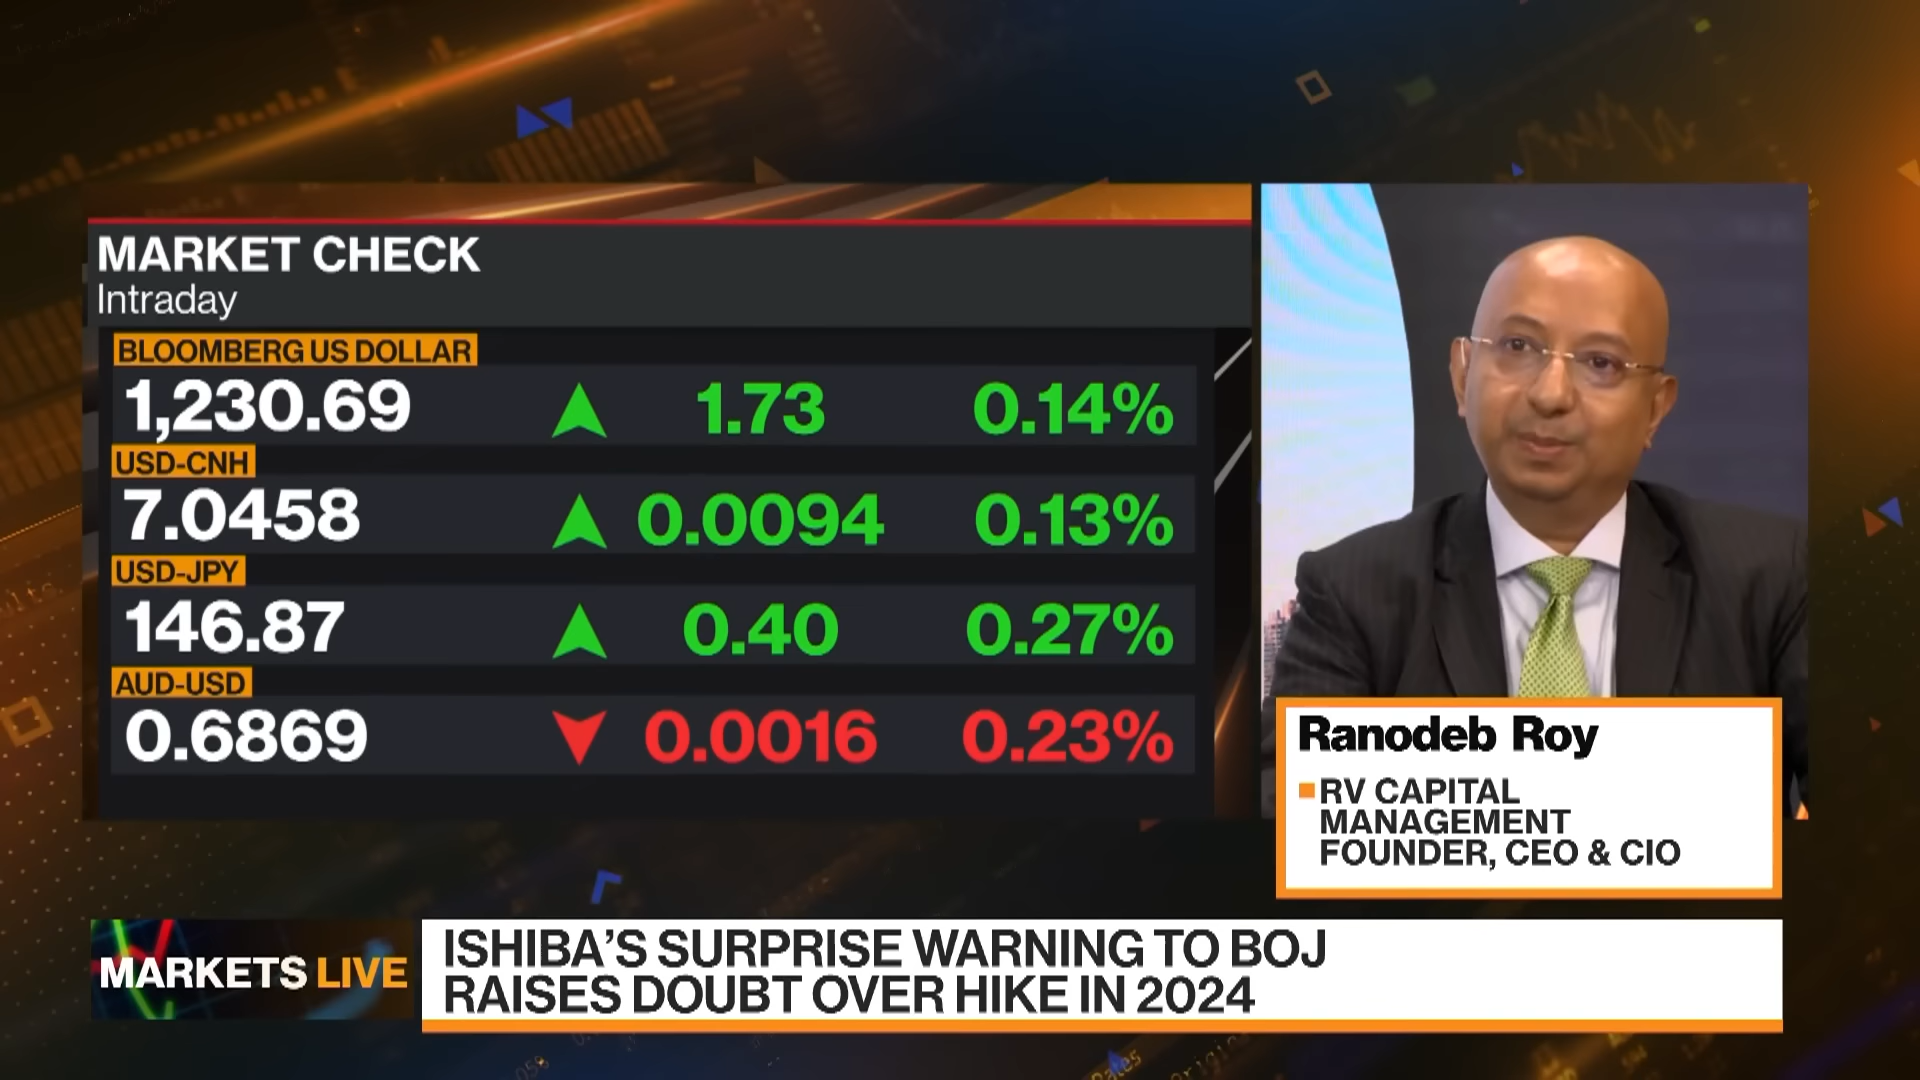 MARKET CHECK
Intraday
BLOOMBERG US DOLLAR
1,230.69 ▲ 1.73 0.14%
USD-CNH
7.0458 ▲ 0.0094 0.13%
USD-JPY
146.87 ▲ 0.40 0.27%
AUD-USD
0.6869 ▼ 0.0016 0.23%
Ranodeb Roy
RV CAPITAL
MANAGEMENT
FOUNDER, CEO & CIO
MARKETS LIVE
ISHIBA'S SURPRISE WARNING TO BOJ
RAISES DOUBT OVER HIKE IN 2024